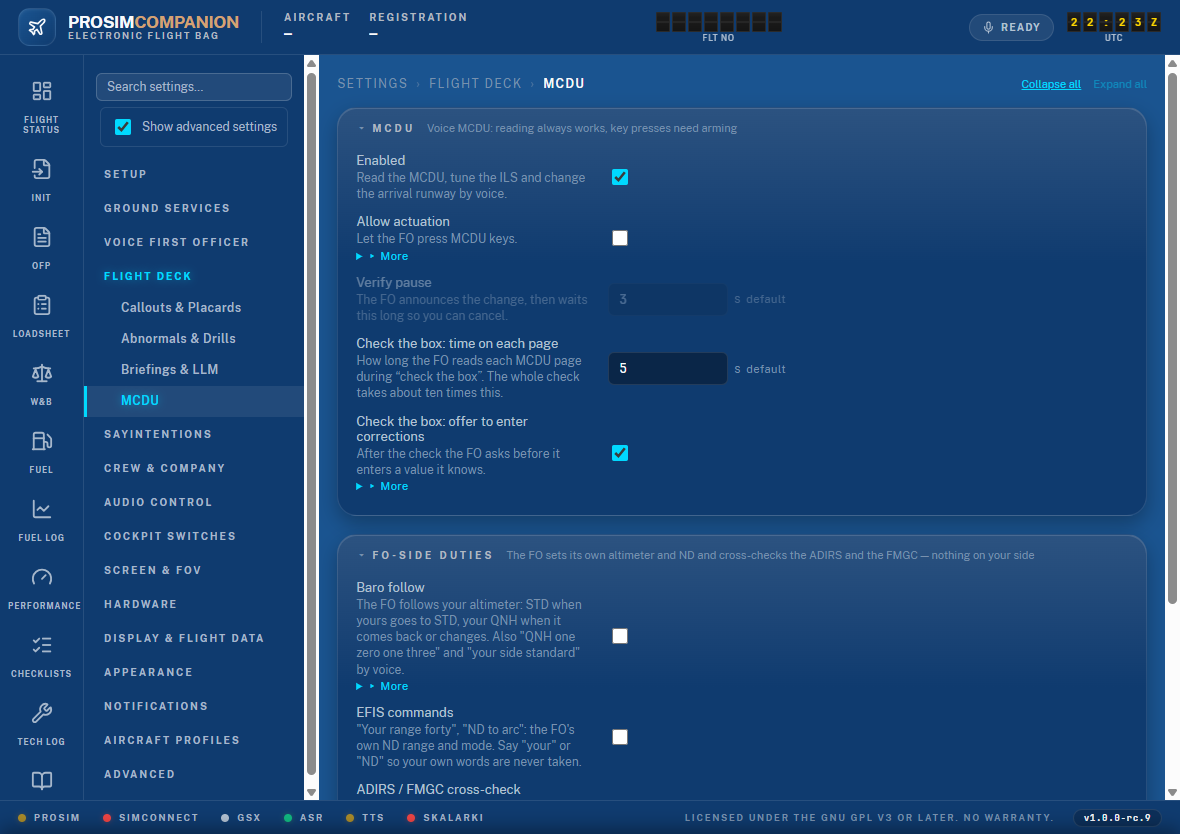 PROSIMCOMPANION
ELECTRONIC FLIGHT BAG
AIRCRAFT
–
REGISTRATION
–
FLT NO
READY
22:23Z
UTC
FLIGHT STATUS
INIT
OFP
LOADSHEET
W&B
FUEL
FUEL LOG
PERFORMANCE
CHECKLISTS
TECH LOG
Search settings...
Show advanced settings
SETUP
GROUND SERVICES
VOICE FIRST OFFICER
FLIGHT DECK
Callouts & Placards
Abnormals & Drills
Briefings & LLM
MCDU
SAYINTENTIONS
CREW & COMPANY
AUDIO CONTROL
COCKPIT SWITCHES
SCREEN & FOV
HARDWARE
DISPLAY & FLIGHT DATA
APPEARANCE
NOTIFICATIONS
AIRCRAFT PROFILES
ADVANCED
SETTINGS › FLIGHT DECK › MCDU
Collapse all Expand all
MCDU Voice MCDU: reading always works, key presses need arming
Enabled
Read the MCDU, tune the ILS and change
the arrival runway by voice.
Allow actuation
Let the FO press MCDU keys.
More
Verify pause
The FO announces the change, then waits
this long so you can cancel.
3 s default
Check the box: time on each page
How long the FO reads each MCDU page
during “check the box”. The whole check
takes about ten times this.
5 s default
Check the box: offer to enter
corrections
After the check the FO asks before it
enters a value it knows.
More
FO-SIDE DUTIES The FO sets its own altimeter and ND and cross-checks the ADIRS and the FMGC — nothing on your side
Baro follow
The FO follows your altimeter: STD when
yours goes to STD, your QNH when it
comes back or changes. Also "QNH one
zero one three" and "your side standard"
by voice.
More
EFIS commands
"Your range forty", "ND to arc": the FO's
own ND range and mode. Say "your" or
"ND" so your own words are never taken.
ADIRS / FMGC cross-check
PROSIM
SIMCONNECT
GSX
ASR
TTS
SKALARKI
LICENSED UNDER THE GNU GPL V3 OR LATER. NO WARRANTY.
v1.0.0-rc.9